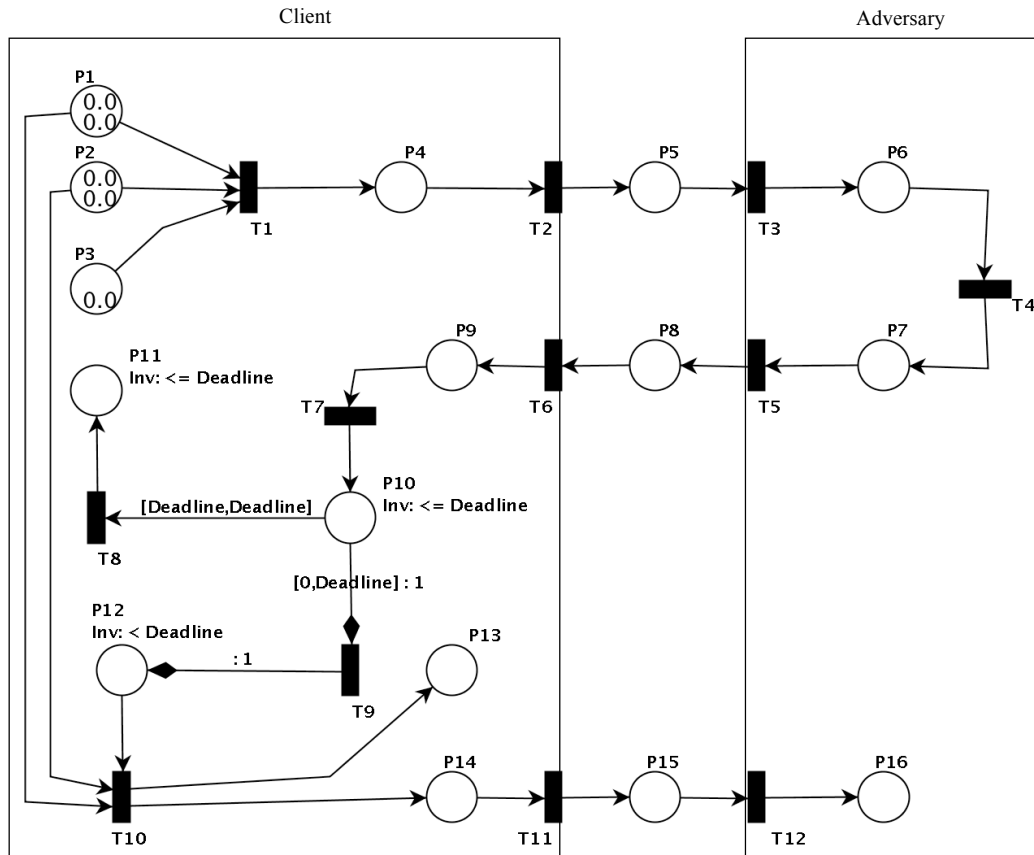 Client
Adversary
P1
0.0
0.0
P2
0.0
0.0
P3
0.0
T1
P4
T2
P5
T3
P6
T4
P7
T5
P8
T6
P9
T7
P11
Inv: <= Deadline
P10
Inv: <= Deadline
[Deadline,Deadline]
T8
[0,Deadline] : 1
P12
Inv: < Deadline
: 1
T9
P13
T10
P14
T11
P15
T12
P16